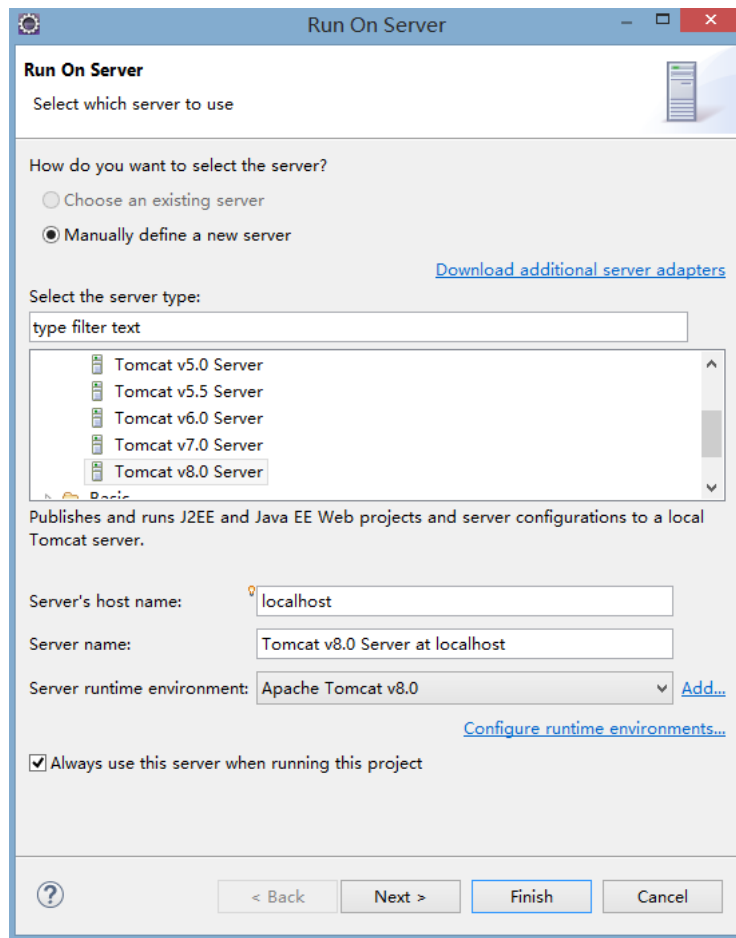 Run On Server
Run On Server
Select which server to use
How do you want to select the server?
Choose an existing server
Manually define a new server
Download additional server adapters
Select the server type:
type filter text
Tomcat v5.0 Server
Tomcat v5.5 Server
Tomcat v6.0 Server
Tomcat v7.0 Server
Tomcat v8.0 Server
Basic
Publishes and runs J2EE and Java EE Web projects and server configurations to a local
Tomcat server.
Server's host name: localhost
Server name: Tomcat v8.0 Server at localhost
Server runtime environment: Apache Tomcat v8.0 Add...
Configure runtime environments...
Always use this server when running this project
? < Back Next > Finish Cancel